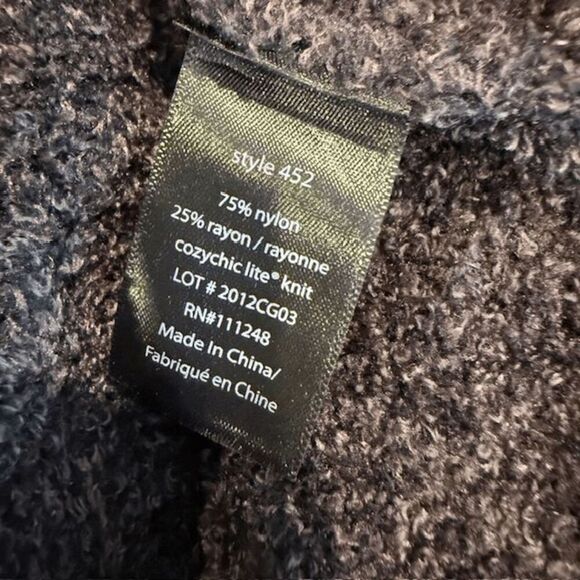 style 452
75% nylon
25% rayon / rayonne
cozychic lite® knit
LOT # 2012CG03
RN#111248
Made In China/
Fabriqué en Chine